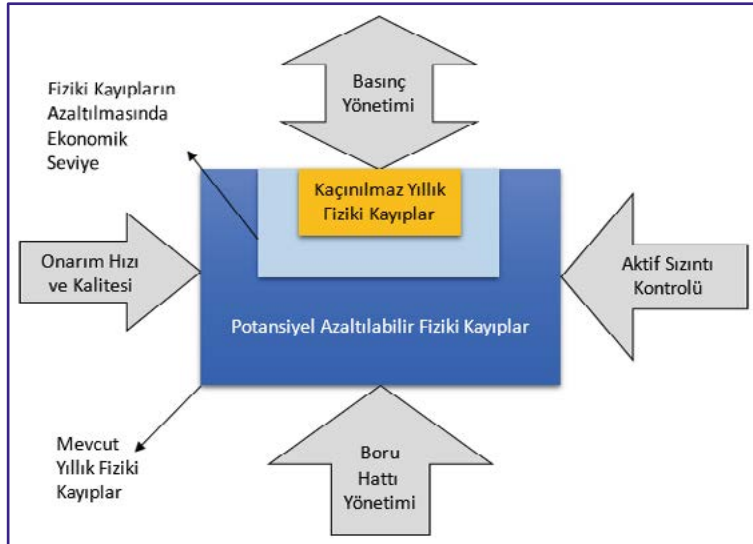 Basınç
Yönetimi
Fiziki Kayıpların
Azaltılmasında
Ekonomik
Seviye
Kaçınılmaz Yıllık
Fiziki Kayıplar
Onarım Hızı
ve Kalitesi
Aktif Sızıntı
Kontrolü
Potansiyel Azaltılabilir Fiziki Kayıplar
Mevcut
Yıllık Fiziki
Kayıplar
Boru
Hattı
Yönetimi